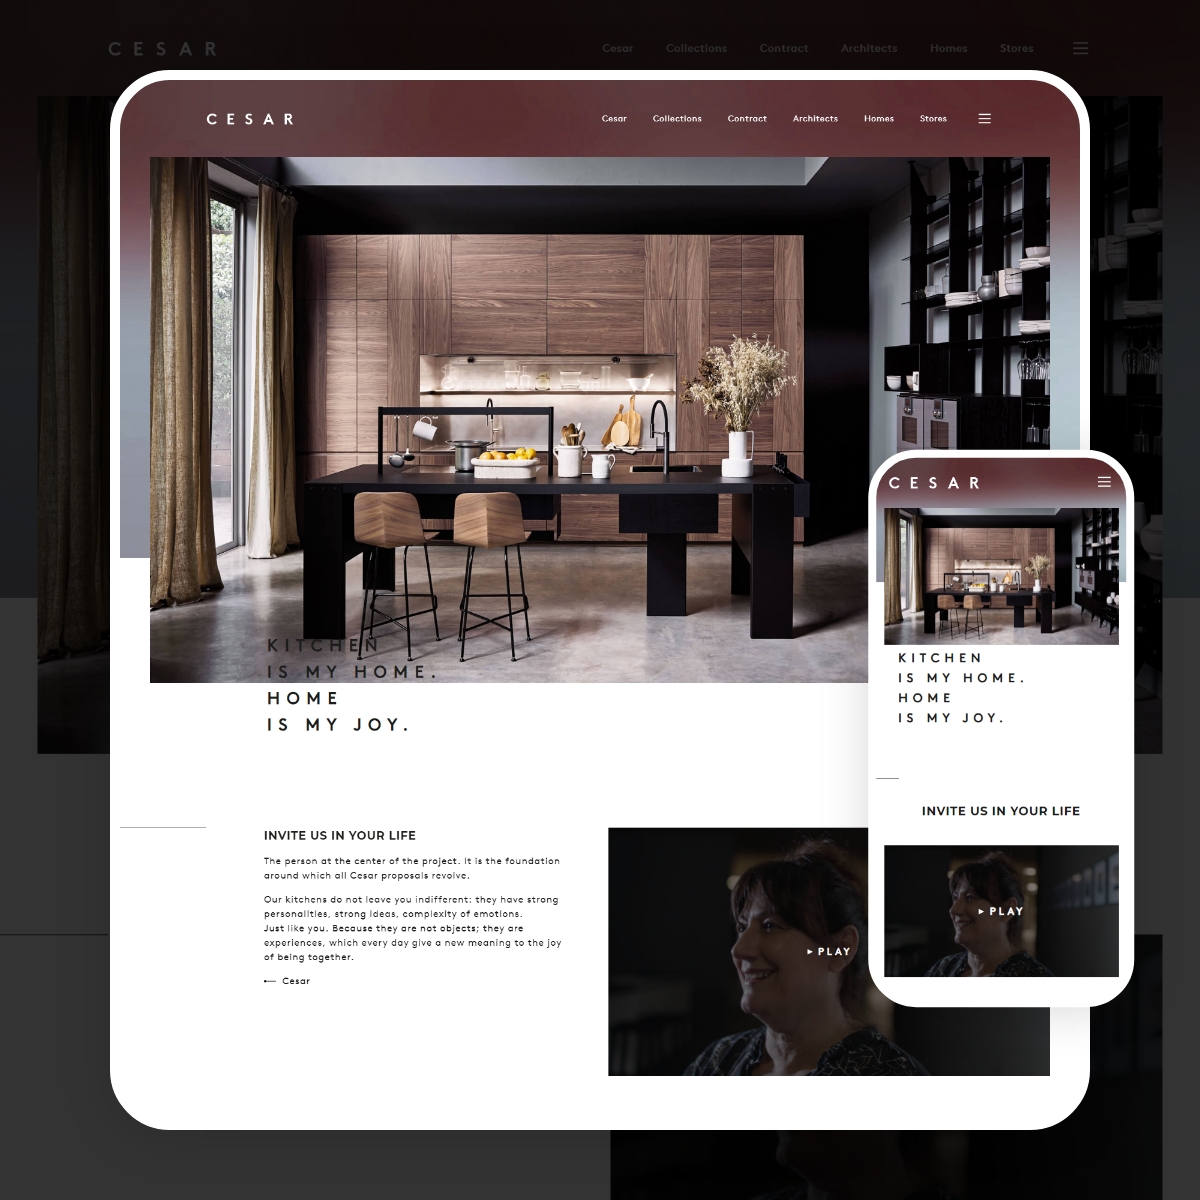 CESAR
Cesar Collections Contract Architects Homes Stores
CESAR
Cesar Collections Contract Architects Homes Stores
KITCHEN
IS MY HOME.
HOME
IS MY JOY.
INVITE US IN YOUR LIFE
The person at the center of the project. It is the foundation
around which all Cesar proposals revolve.
Our kitchens do not leave you indifferent: they have strong
personalities, strong ideas, complexity of emotions.
Just like you. Because they are not objects; they are
experiences, which every day give a new meaning to the joy
of being together.
Cesar
PLAY
CESAR
KITCHEN
IS MY HOME.
HOME
IS MY JOY.
INVITE US IN YOUR LIFE
PLAY